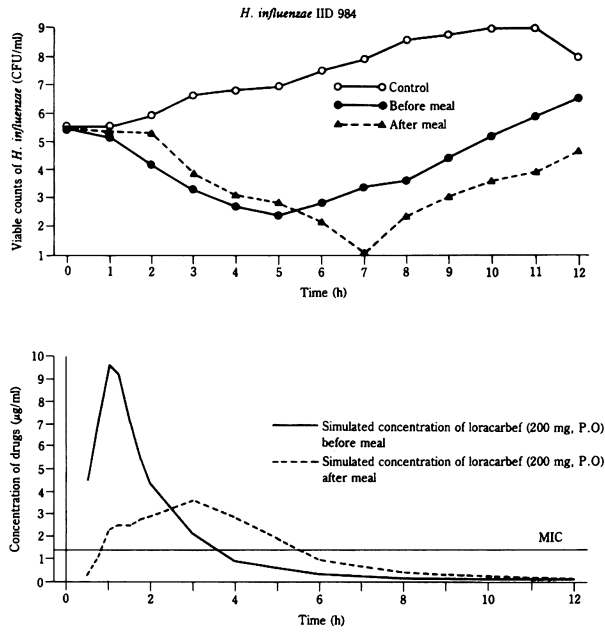 H. influenzae IID 984
Viable counts of H. influenzae (CFU/ml)
9
8
7
6
5
4
3
2
1
Control
Before meal
After meal
0 1 2 3 4 5 6 7 8 9 10 11 12
Time (h)
Concentration of drugs (μg/ml)
10
9
8
7
6
5
4
3
2
1
0
Simulated concentration of loracarbef (200 mg, P.O)
before meal
Simulated concentration of loracarbef (200 mg, P.O)
after meal
MIC
0 2 4 6 8 10 12
Time (h)